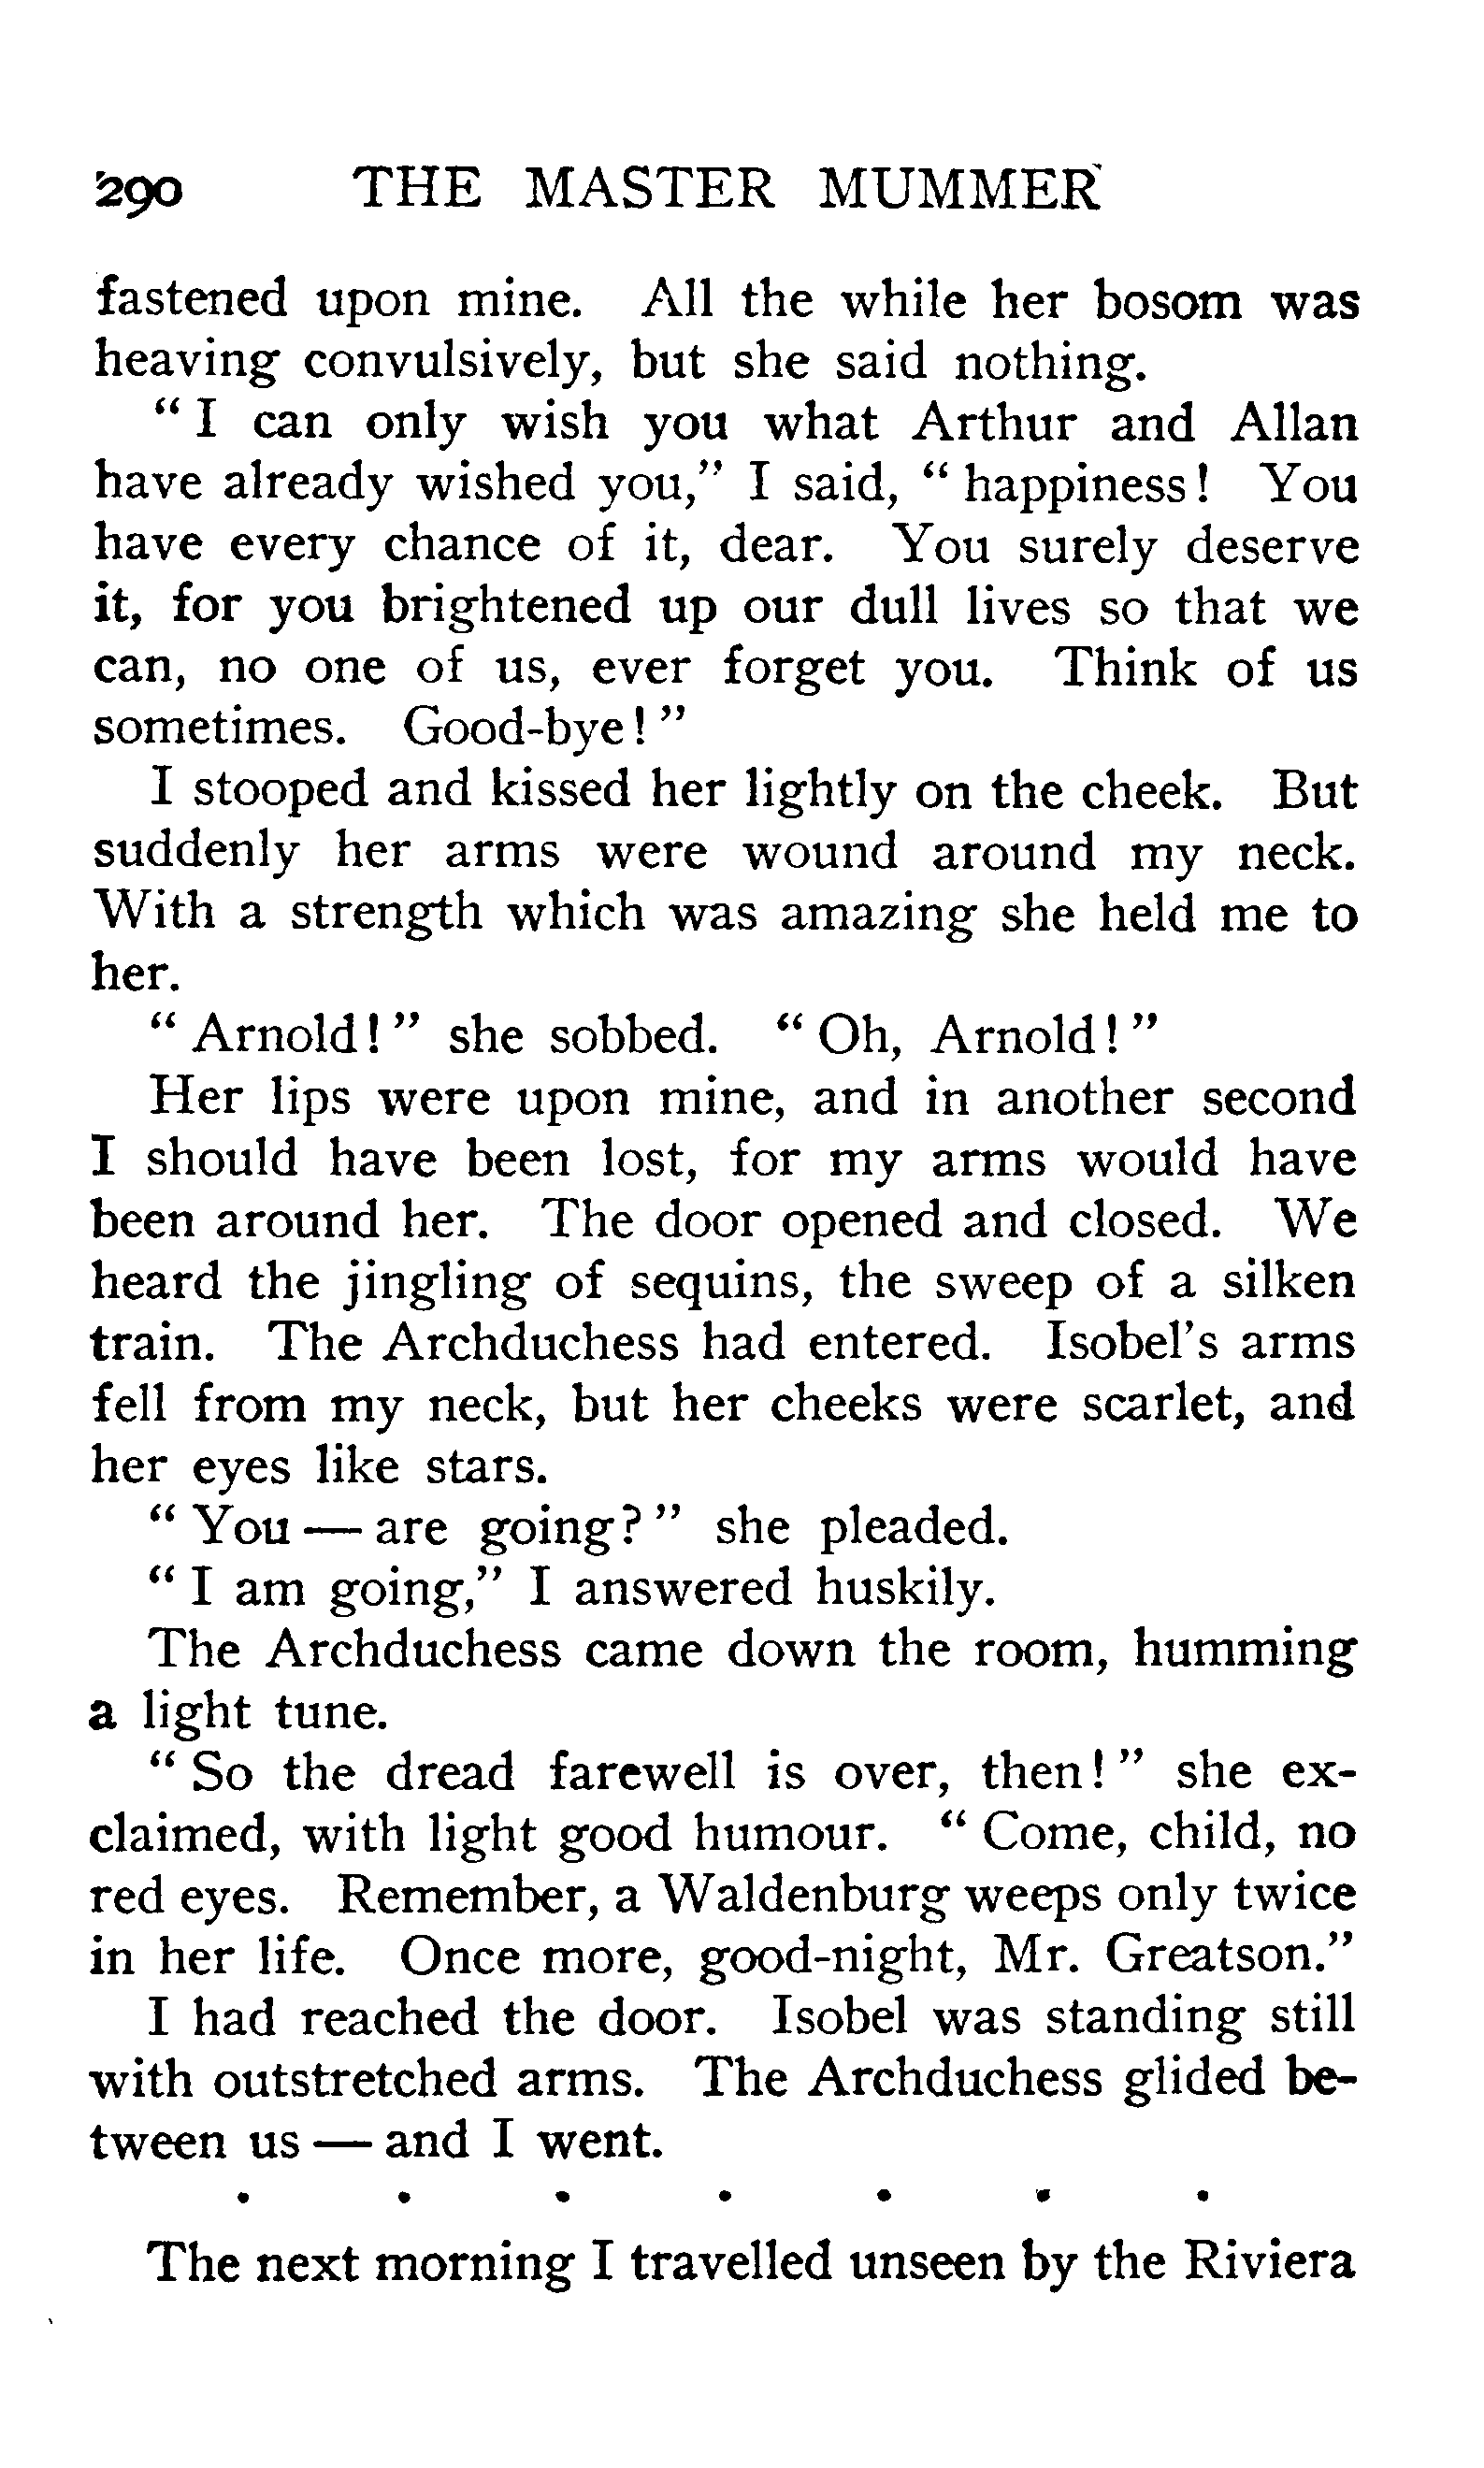 290 THE MASTER MUMMER
fastened upon mine. All the while her bosom was
heaving convulsively, but she said nothing.
“ I can only wish you what Arthur and Allan
have already wished you,” I said, “ happiness! You
have every chance of it, dear. You surely deserve
it, for you brightened up our dull lives so that we
can, no one of us, ever forget you. Think of us
sometimes. Good-bye! ”
I stooped and kissed her lightly on the cheek. But
suddenly her arms were wound around my neck.
With a strength which was amazing she held me to
her.
“ Arnold! ” she sobbed. “ Oh, Arnold! ”
Her lips were upon mine, and in another second
I should have been lost, for my arms would have
been around her. The door opened and closed. We
heard the jingling of sequins, the sweep of a silken
train. The Archduchess had entered. Isobel’s arms
fell from my neck, but her cheeks were scarlet, and
her eyes like stars.
“ You — are going? ” she pleaded.
“ I am going,” I answered huskily.
The Archduchess came down the room, humming
a light tune.
“ So the dread farewell is over, then! ” she ex-
claimed, with light good humour. “ Come, child, no
red eyes. Remember, a Waldenburg weeps only twice
in her life. Once more, good-night, Mr. Greatson.”
I had reached the door. Isobel was standing still
with outstretched arms. The Archduchess glided be-
tween us — and I went.
. . . . . . .
The next morning I travelled unseen by the Riviera